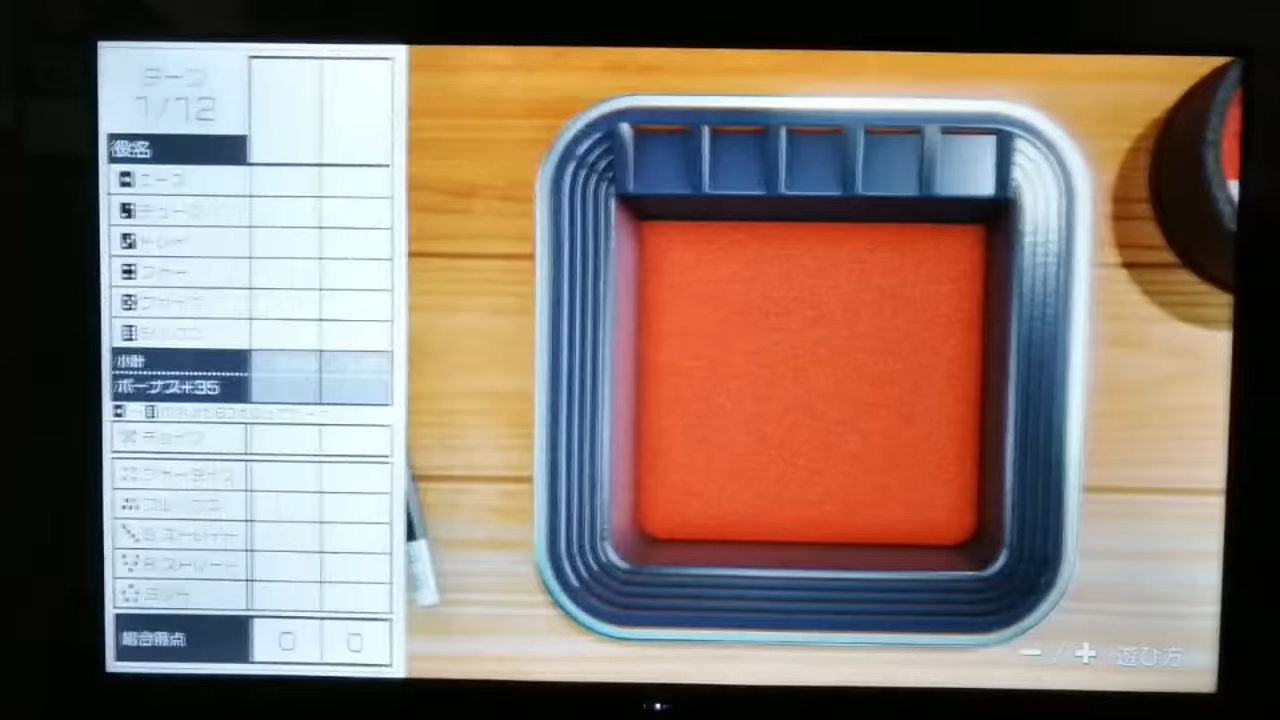 ターン
1/12
役名
エース
デュース
トレイ
フォー
ファイブ
シックス
小計
ボーナス+35
チョイス
フォーダイス
フルハウス
S.ストレート
B.ストレート
ヨット
総合得点 0 0
-/+ 遊び方